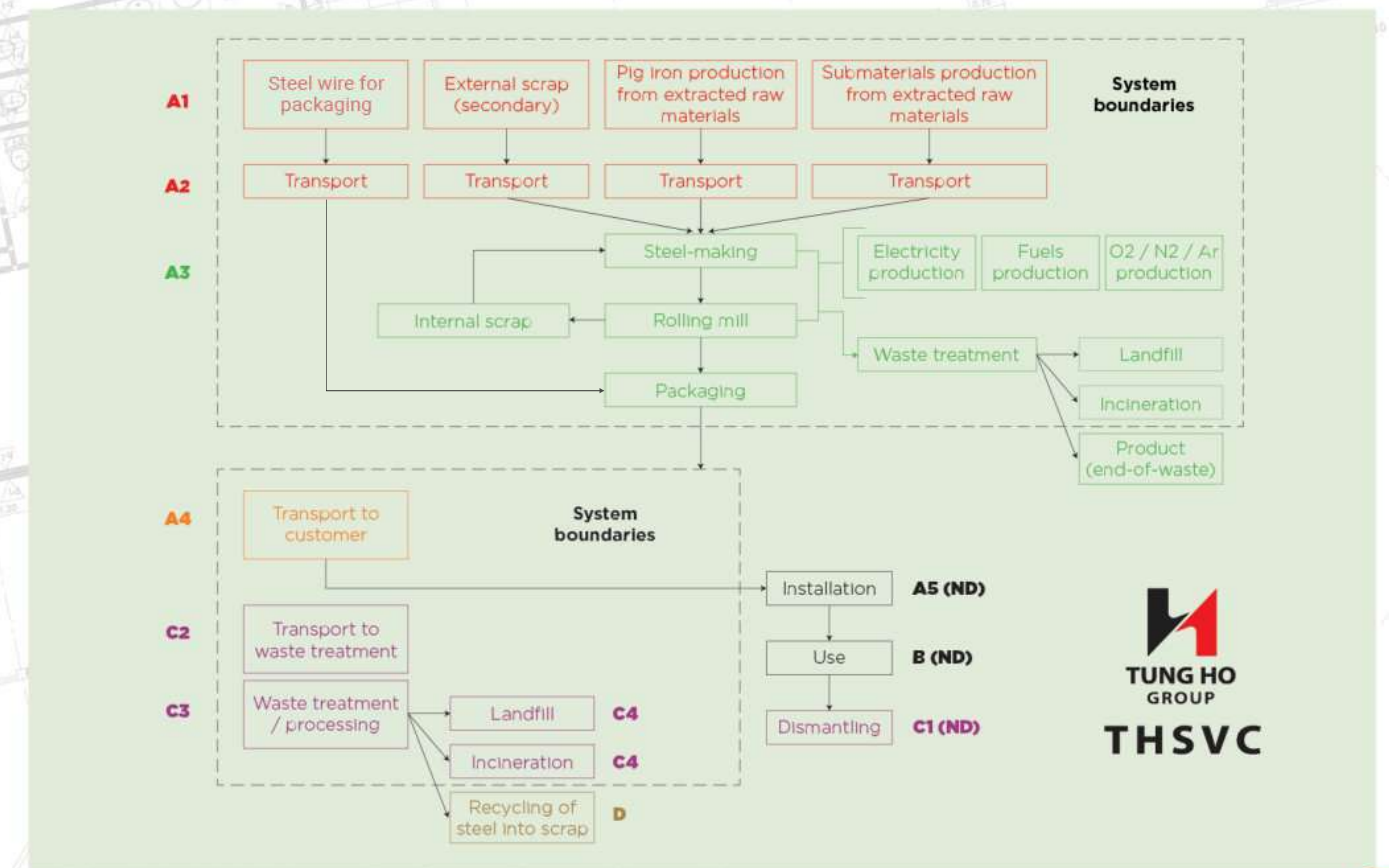 A1
Steel wire for
packaging
External scrap
(secondary)
Pig iron production
from extracted raw
materials
Submaterials production
from extracted raw
materials
System
boundaries
A2
Transport
Transport
Transport
Transport
A3
Steel-making
Electricity
production
Fuels
production
O2 / N2 / Ar
production
Internal scrap
Rolling mill
Waste treatment
Landfill
Packaging
Incineration
Product
(end-of-waste)
A4
Transport to
customer
System
boundaries
Installation
A5 (ND)
C2
Transport to
waste treatment
Use
B (ND)
C3
Waste treatment
/ processing
Landfill
C4
Dismantling
C1 (ND)
Incineration
C4
Recycling of
steel into scrap
D
TUNG HO
GROUP
THSVC